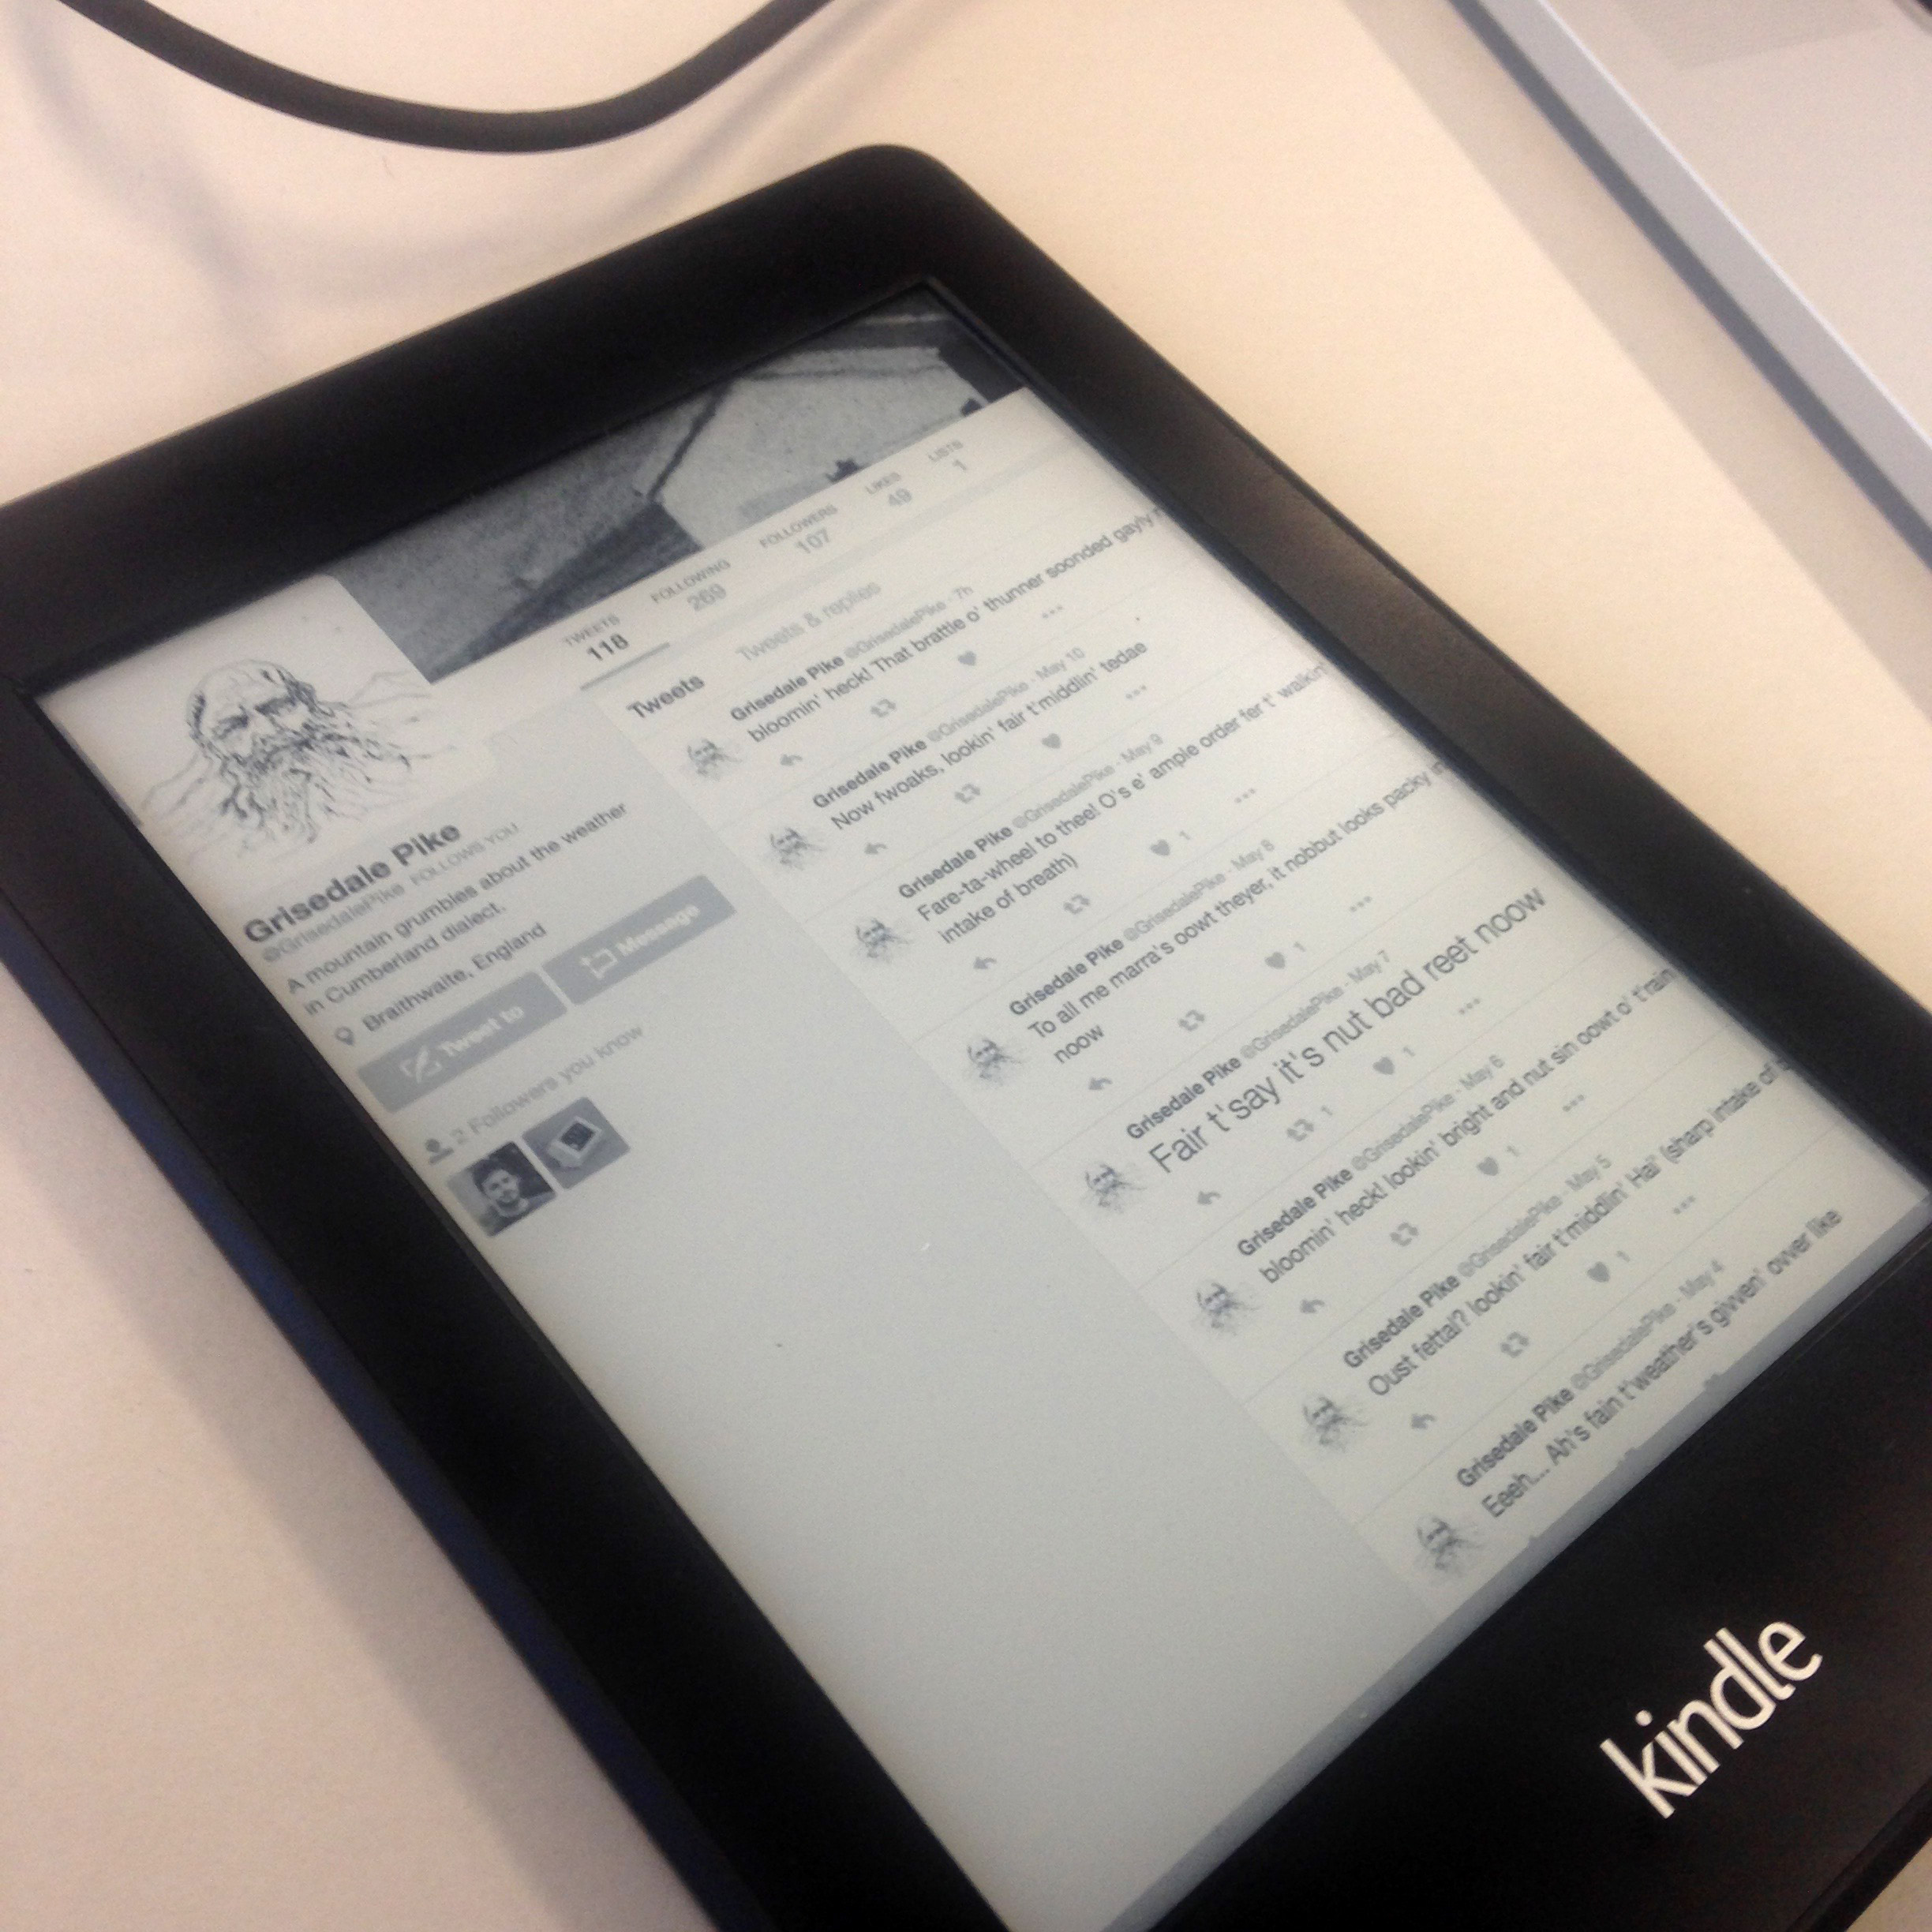 TWEETS
118
FOLLOWING
269
FOLLOWERS
107
LIKES
49
LISTS
1
Grisedale Pike
@GrisedalePike FOLLOWS YOU
A mountain grumbles about the weather
in Cumberland dialect.
Braithwaite, England
Tweet to
Message
2 Followers you know
Tweets
Tweets & replies
Grisedale Pike @GrisedalePike · 7h
bloomin' heck! That brattle o' thunner soonded gayly
Grisedale Pike @GrisedalePike · May 10
Now fwoaks, lookin' fair t'middlin' tedae
Grisedale Pike @GrisedalePike · May 9
Fare-ta-wheel to thee! O's e' ample order fer t' walkin'
intake of breath)
1
Grisedale Pike @GrisedalePike · May 8
To all me marra's oowt theyer, it nobbut looks packy
noow
1
Grisedale Pike @GrisedalePike · May 7
Fair t'say it's nut bad reet noow
1
1
Grisedale Pike @GrisedalePike · May 6
bloomin' heck! lookin' bright and nut sin oowt o' t'rain
1
Grisedale Pike @GrisedalePike · May 5
Oust fettal? lookin' fair t'middlin' Hai' (sharp intake of
1
Grisedale Pike @GrisedalePike · May 4
Eeeh... Ah's fain t'weather's givven' ovver like
kindle